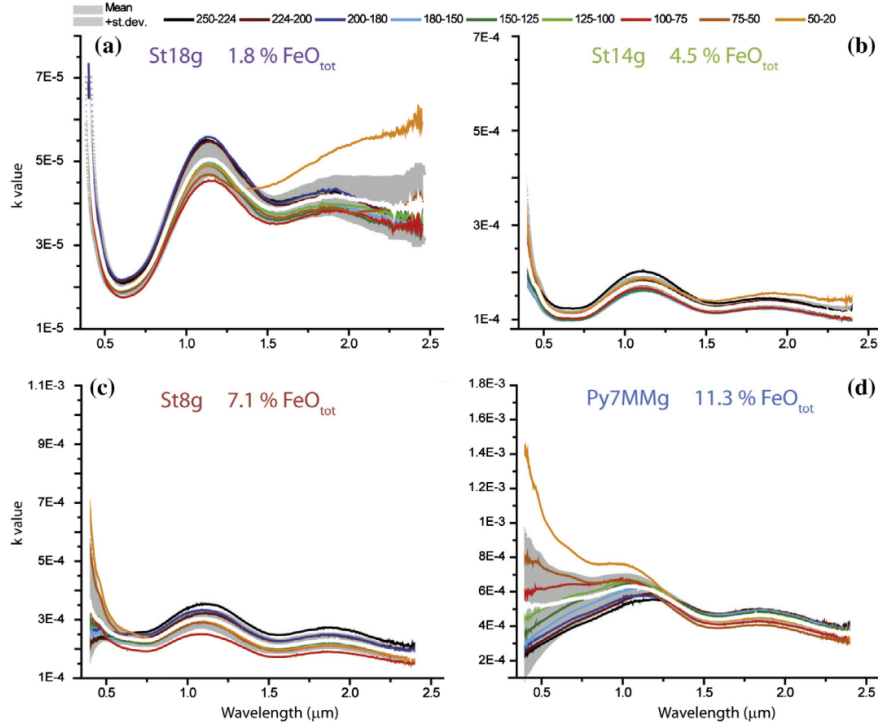 Mean
+st.dev.
250-224 224-200 200-180 180-150 150-125 125-100 100-75 75-50 50-20
(a) St18g 1.8 % FeOtot
7E-5
5E-5
3E-5
1E-5
k value
0.5 1.0 1.5 2.0 2.5
(b) St14g 4.5 % FeOtot
7E-4
5E-4
3E-4
1E-4
0.5 1.0 1.5 2.0 2.5
(c) St8g 7.1 % FeOtot
1.1E-3
9E-4
7E-4
5E-4
3E-4
1E-4
k value
0.5 1.0 1.5 2.0 2.5
Wavelength (μm)
(d) Py7MMg 11.3 % FeOtot
1.8E-3
1.6E-3
1.4E-3
1.2E-3
1E-3
8E-4
6E-4
4E-4
2E-4
0.5 1.0 1.5 2.0 2.5
Wavelength (μm)